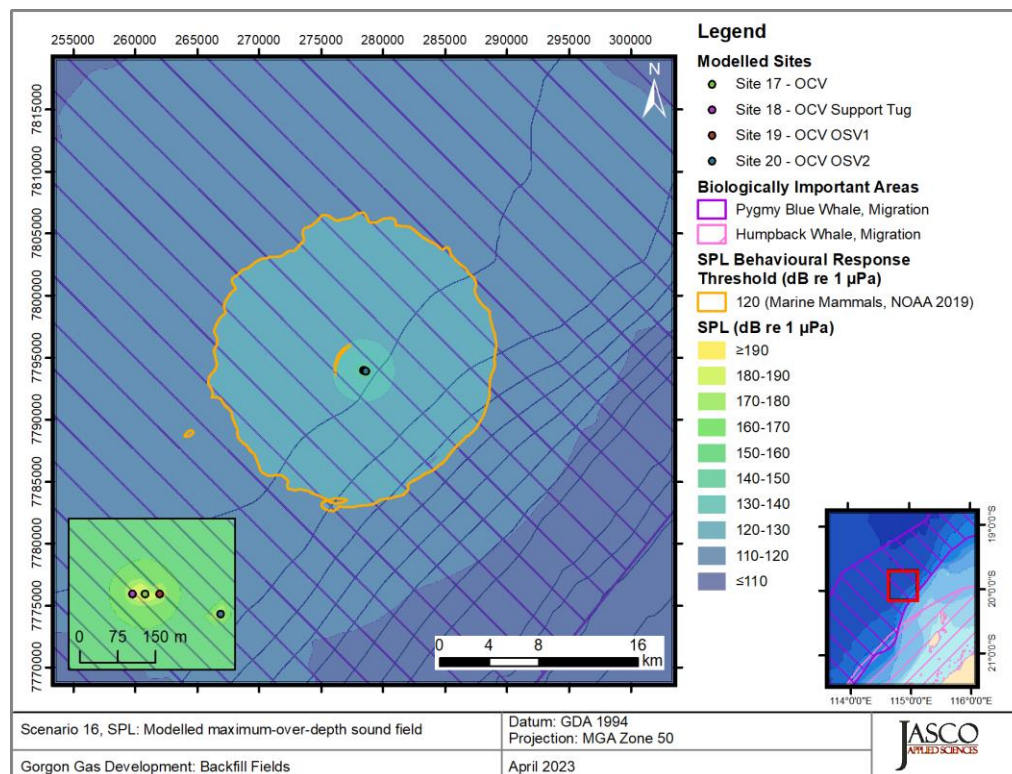 255000 260000 265000 270000 275000 280000 285000 290000 295000 300000
7815000
7810000
7805000
7800000
7795000
7790000
7785000
7780000
7775000
7770000
N
0 75 150 m
0 4 8 16
km
Legend
Modelled Sites
Site 17 - OCV
Site 18 - OCV Support Tug
Site 19 - OCV OSV1
Site 20 - OCV OSV2
Biologically Important Areas
Pygmy Blue Whale, Migration
Humpback Whale, Migration
SPL Behavioural Response
Threshold (dB re 1 µPa)
120 (Marine Mammals, NOAA 2019)
SPL (dB re 1 µPa)
≥190
180-190
170-180
160-170
150-160
140-150
130-140
120-130
110-120
≤110
19°0'0"S
20°0'0"S
21°0'0"S
114°0'0"E 115°0'0"E 116°0'0"E
Scenario 16, SPL: Modelled maximum-over-depth sound field
Datum: GDA 1994
Projection: MGA Zone 50
Gorgon Gas Development: Backfill Fields
April 2023
JASCO
APPLIED SCIENCES